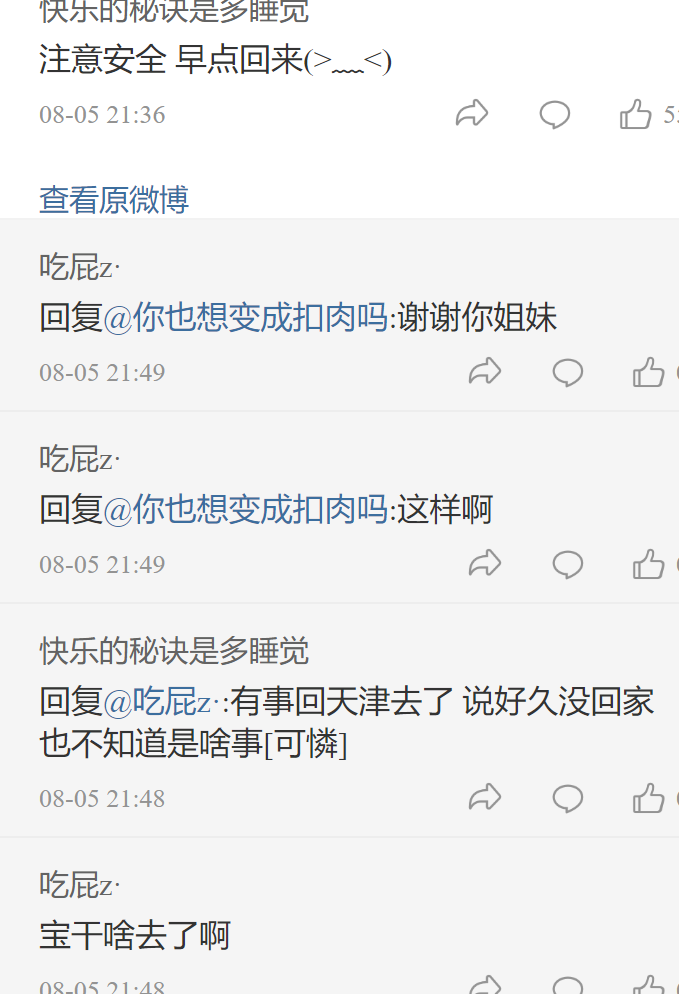 快乐的秘诀是多睡觉
注意安全 早点回来(>﹏<)
08-05 21:36
查看原微博
吃屁z·
回复@你也想变成扣肉吗:谢谢你姐妹
08-05 21:49
吃屁z·
回复@你也想变成扣肉吗:这样啊
08-05 21:49
快乐的秘诀是多睡觉
回复@吃屁z·:有事回天津去了 说好久没回家
也不知道是啥事[可憐]
08-05 21:48
吃屁z·
宝干啥去了啊
08-05 21:48